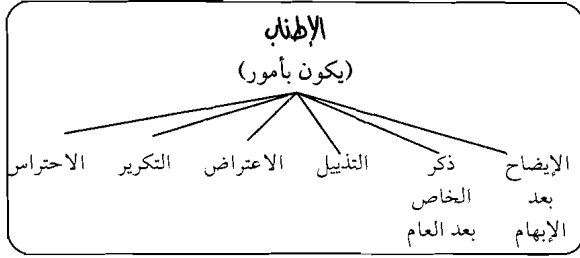 الإطناب
(يكون بأمور)
الإيضاح بعد الإبهام
ذكر الخاص بعد العام
التذييل
الاعتراض
التكرير
الاحتراس